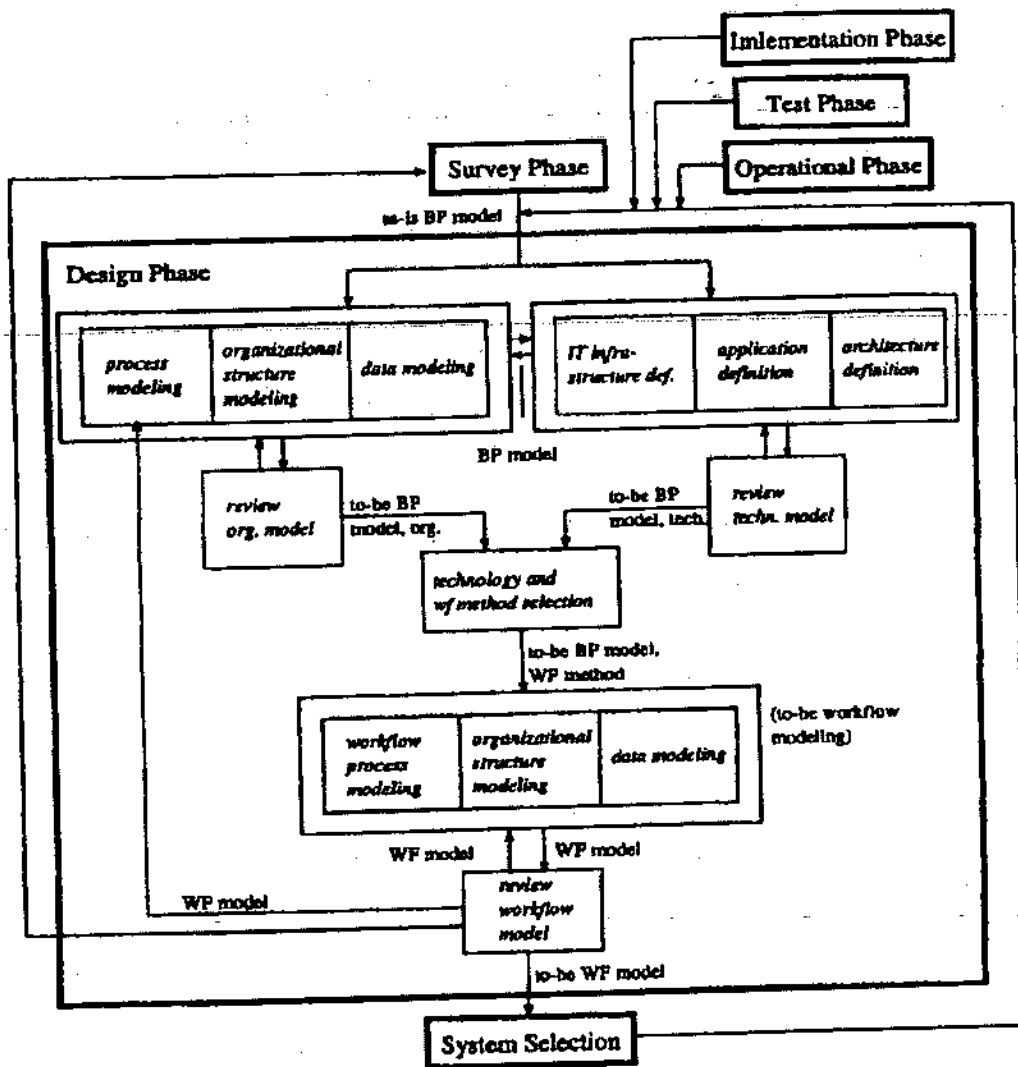 Imlementation Phase
Test Phase
Operational Phase
Survey Phase
as-is BP model
Design Phase
process
modeling
organizational
structure
modeling
data modeling
IT infra-
structure def.
application
definition
architecture
definition
BP model
review
org. model
to-be BP
model, org.
to-be BP
model, tech.
review
techn. model
technology and
wf method selection
to-be BP model,
WF method
workflow
process
modeling
organizational
structure
modeling
data modeling
(to-be workflow
modeling)
WF model
WF model
WF model
review
workflow
model
to-be WF model
System Selection